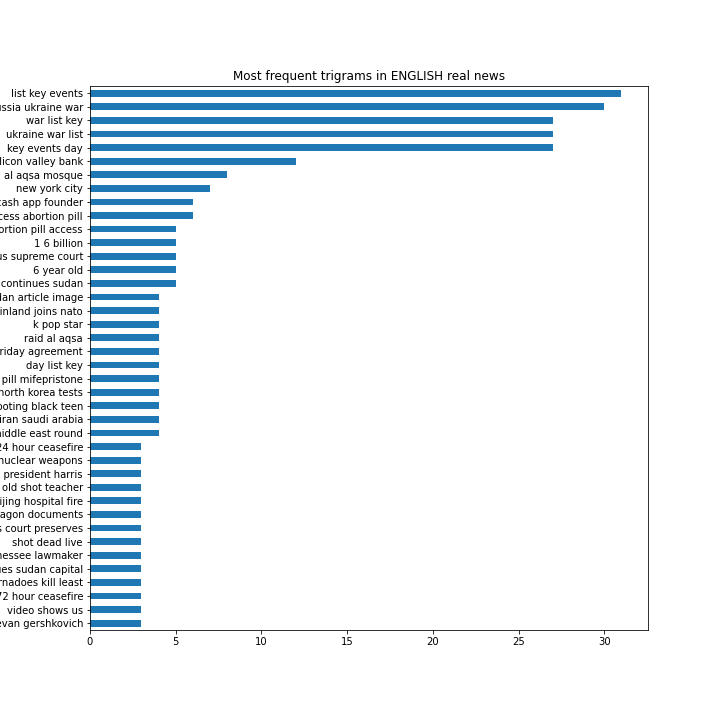 Most frequent trigrams in ENGLISH real news
list key events
ssia ukraine war
war list key
ukraine war list
key events day
licon valley bank
al aqsa mosque
new york city
cash app founder
cess abortion pill
ortion pill access
1 6 billion
us supreme court
6 year old
continues sudan
dan article image
inland joins nato
k pop star
raid al aqsa
riday agreement
day list key
pill mifepristone
north korea tests
ooting black teen
iran saudi arabia
iddle east round
24 hour ceasefire
nuclear weapons
president harris
old shot teacher
ijing hospital fire
agon documents
s court preserves
shot dead live
nessee lawmaker
es sudan capital
rnadoes kill least
72 hour ceasefire
video shows us
evan gershkovich
0 5 10 15 20 25 30